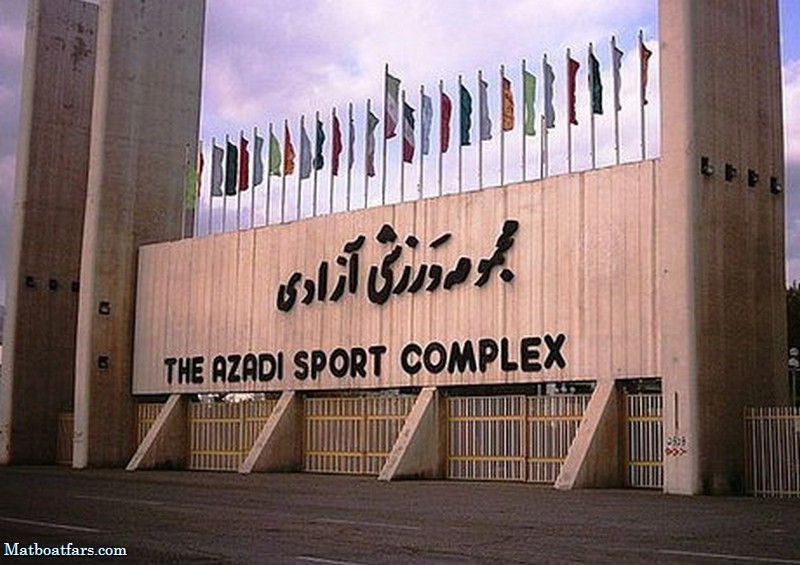 مجموعه ورزشی آزادی
THE AZADI SPORT COMPLEX
Matboatfars.com